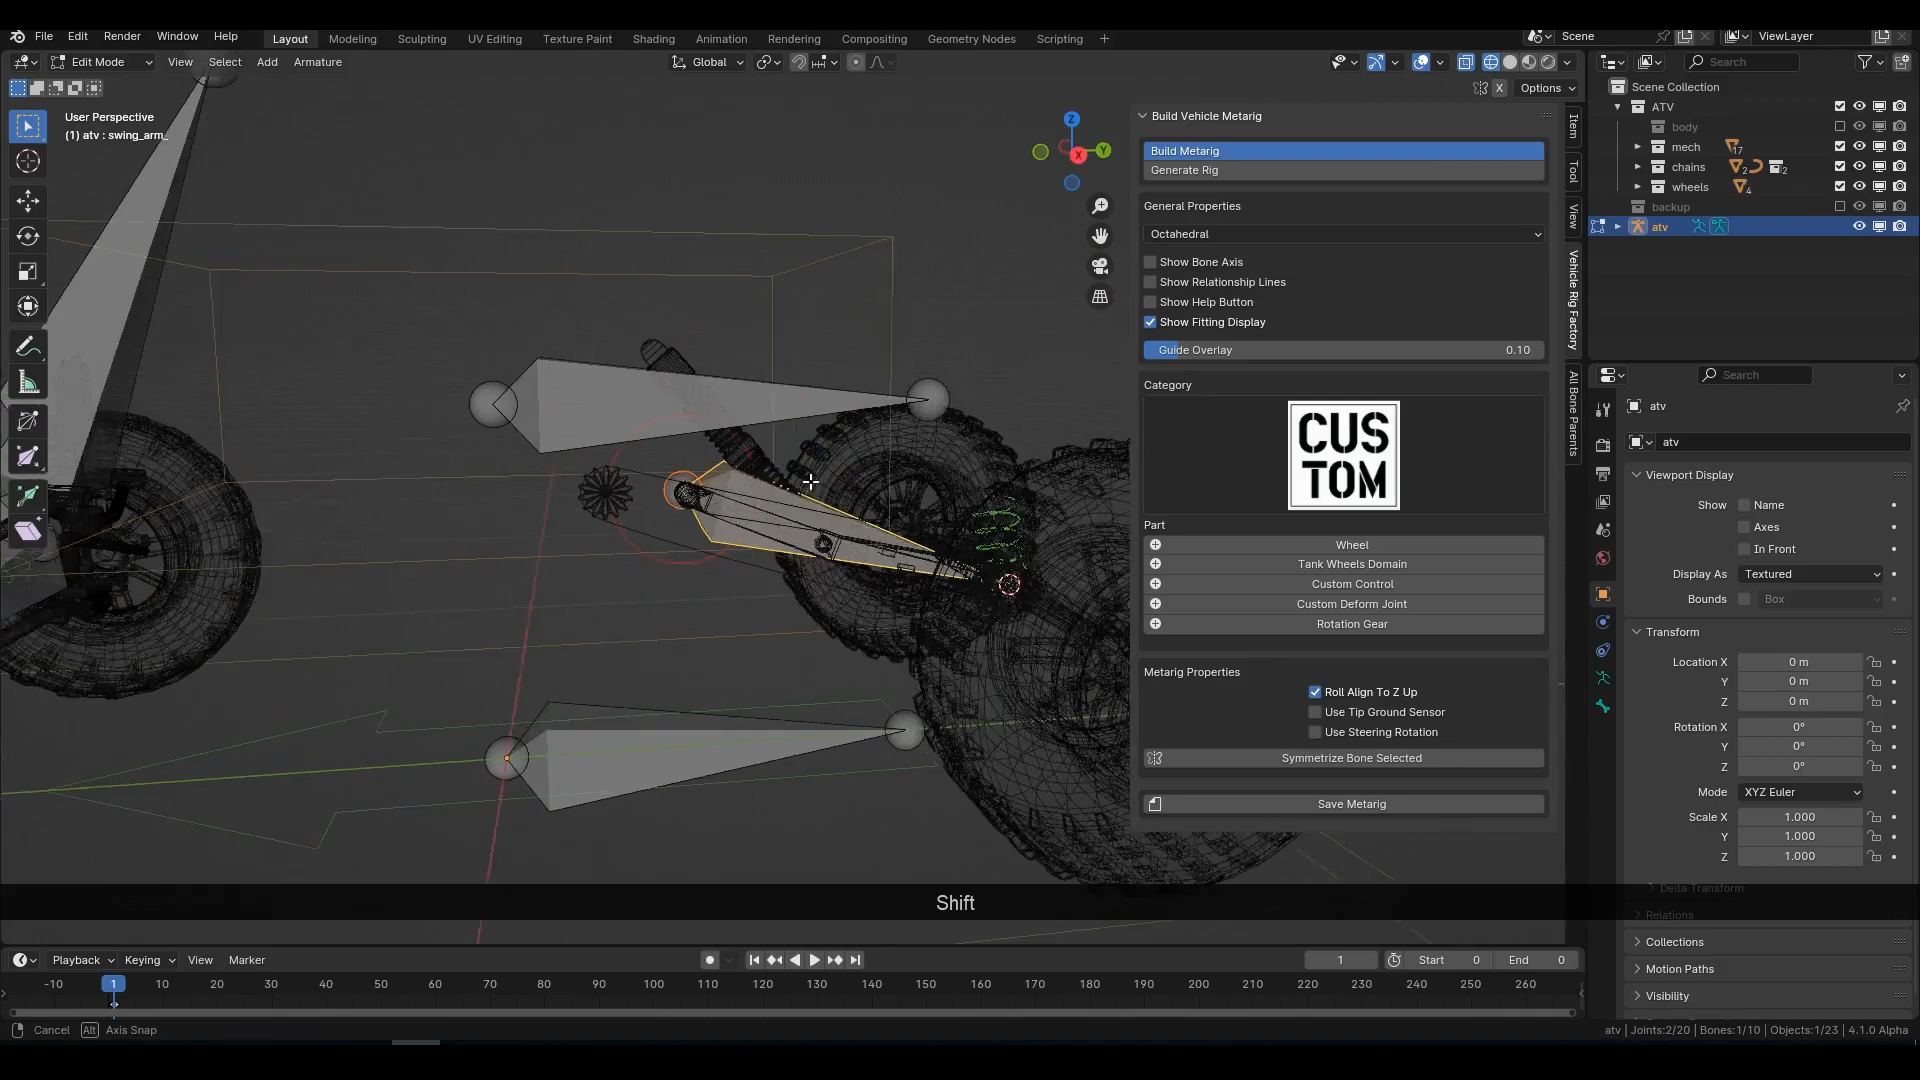 File Edit Render Window Help
Layout Modeling Sculpting UV Editing Texture Paint Shading Animation Rendering Compositing Geometry Nodes Scripting +
Scene
ViewLayer
Edit Mode View Select Add Armature
Global
Search
X Options
User Perspective
(1) atv : swing_arm_
Z
Y
X
Build Vehicle Metarig
Build Metarig
Generate Rig
General Properties
Octahedral
Show Bone Axis
Show Relationship Lines
Show Help Button
Show Fitting Display
Guide Overlay 0.10
Category
CUS
TOM
Part
Wheel
Tank Wheels Domain
Custom Control
Custom Deform Joint
Rotation Gear
Metarig Properties
Roll Align To Z Up
Use Tip Ground Sensor
Use Steering Rotation
Symmetrize Bone Selected
Save Metarig
Item
Tool
View
Vehicle Rig Factory
All Bone Parents
Scene Collection
ATV
body
mech 17
chains 2 2
wheels 4
backup
atv
Search
atv
atv
Viewport Display
Show Name
Axes
In Front
Display As Textured
Bounds Box
Transform
Location X 0 m
Y 0 m
Z 0 m
Rotation X 0°
Y 0°
Z 0°
Mode XYZ Euler
Scale X 1.000
Y 1.000
Z 1.000
Delta Transform
Relations
Collections
Motion Paths
Visibility
Shift
Playback Keying View Marker
1 Start 0 End 0
-10 1 10 20 30 40 50 60 70 80 90 100 110 120 130 140 150 160 170 180 190 200 210 220 230 240 250 260
Cancel Alt Axis Snap
atv | Joints:2/20 | Bones:1/10 | Objects:1/23 | 4.1.0 Alpha